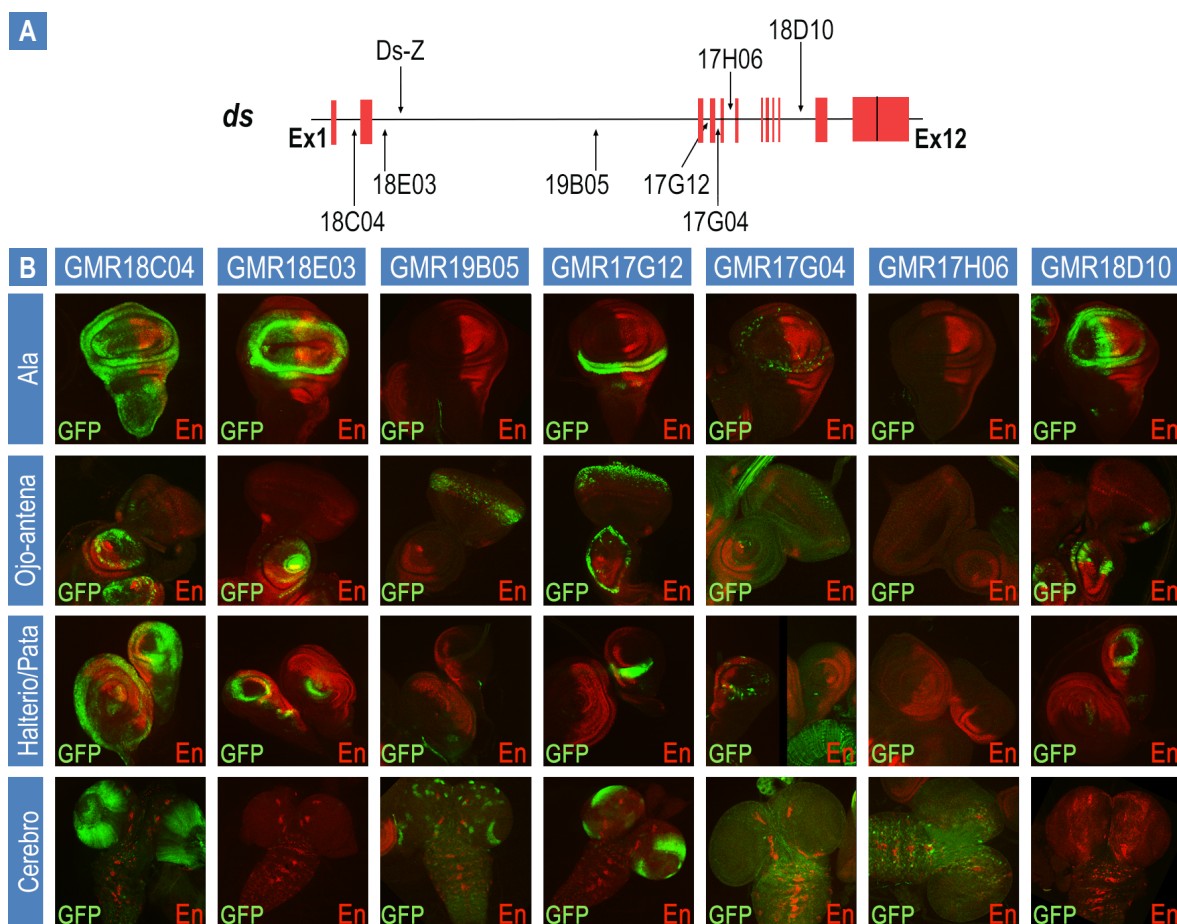 A
Ds-Z
18D10
17H06
ds
Ex1
Ex12
18E03
19B05
17G12
18C04
17G04
B
GMR18C04
GMR18E03
GMR19B05
GMR17G12
GMR17G04
GMR17H06
GMR18D10
Ala
GFP En
GFP En
GFP En
GFP En
GFP En
GFP En
GFP En
Ojo-antena
GFP En
GFP En
GFP En
GFP En
GFP En
GFP En
GFP En
Halterio/Pata
GFP En
GFP En
GFP En
GFP En
GFP En
GFP En
GFP En
Cerebro
GFP En
GFP En
GFP En
GFP En
GFP En
GFP En
GFP En